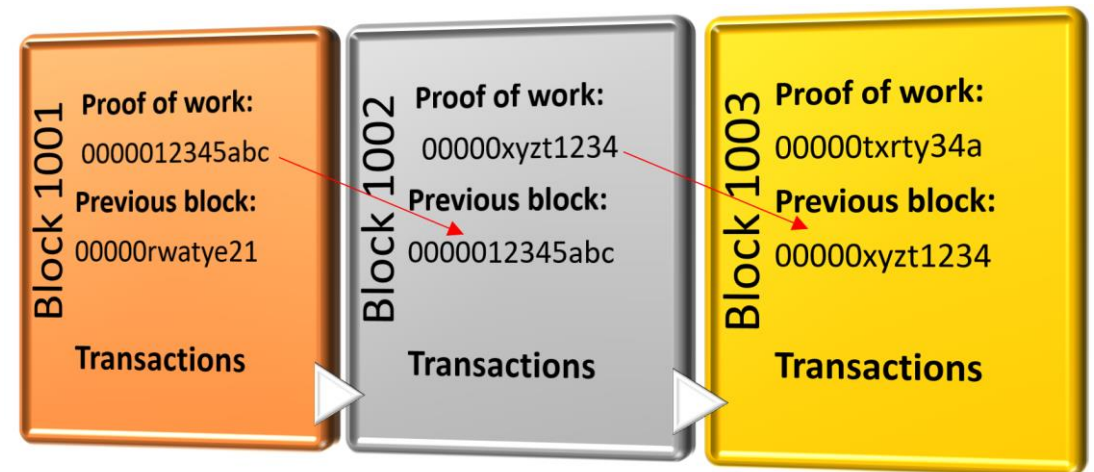 Block 1001
Proof of work:
0000012345abc
Previous block:
00000rwatye21
Transactions
Block 1002
Proof of work:
00000xyzt1234
Previous block:
0000012345abc
Transactions
Block 1003
Proof of work:
00000txrty34a
Previous block:
00000xyzt1234
Transactions